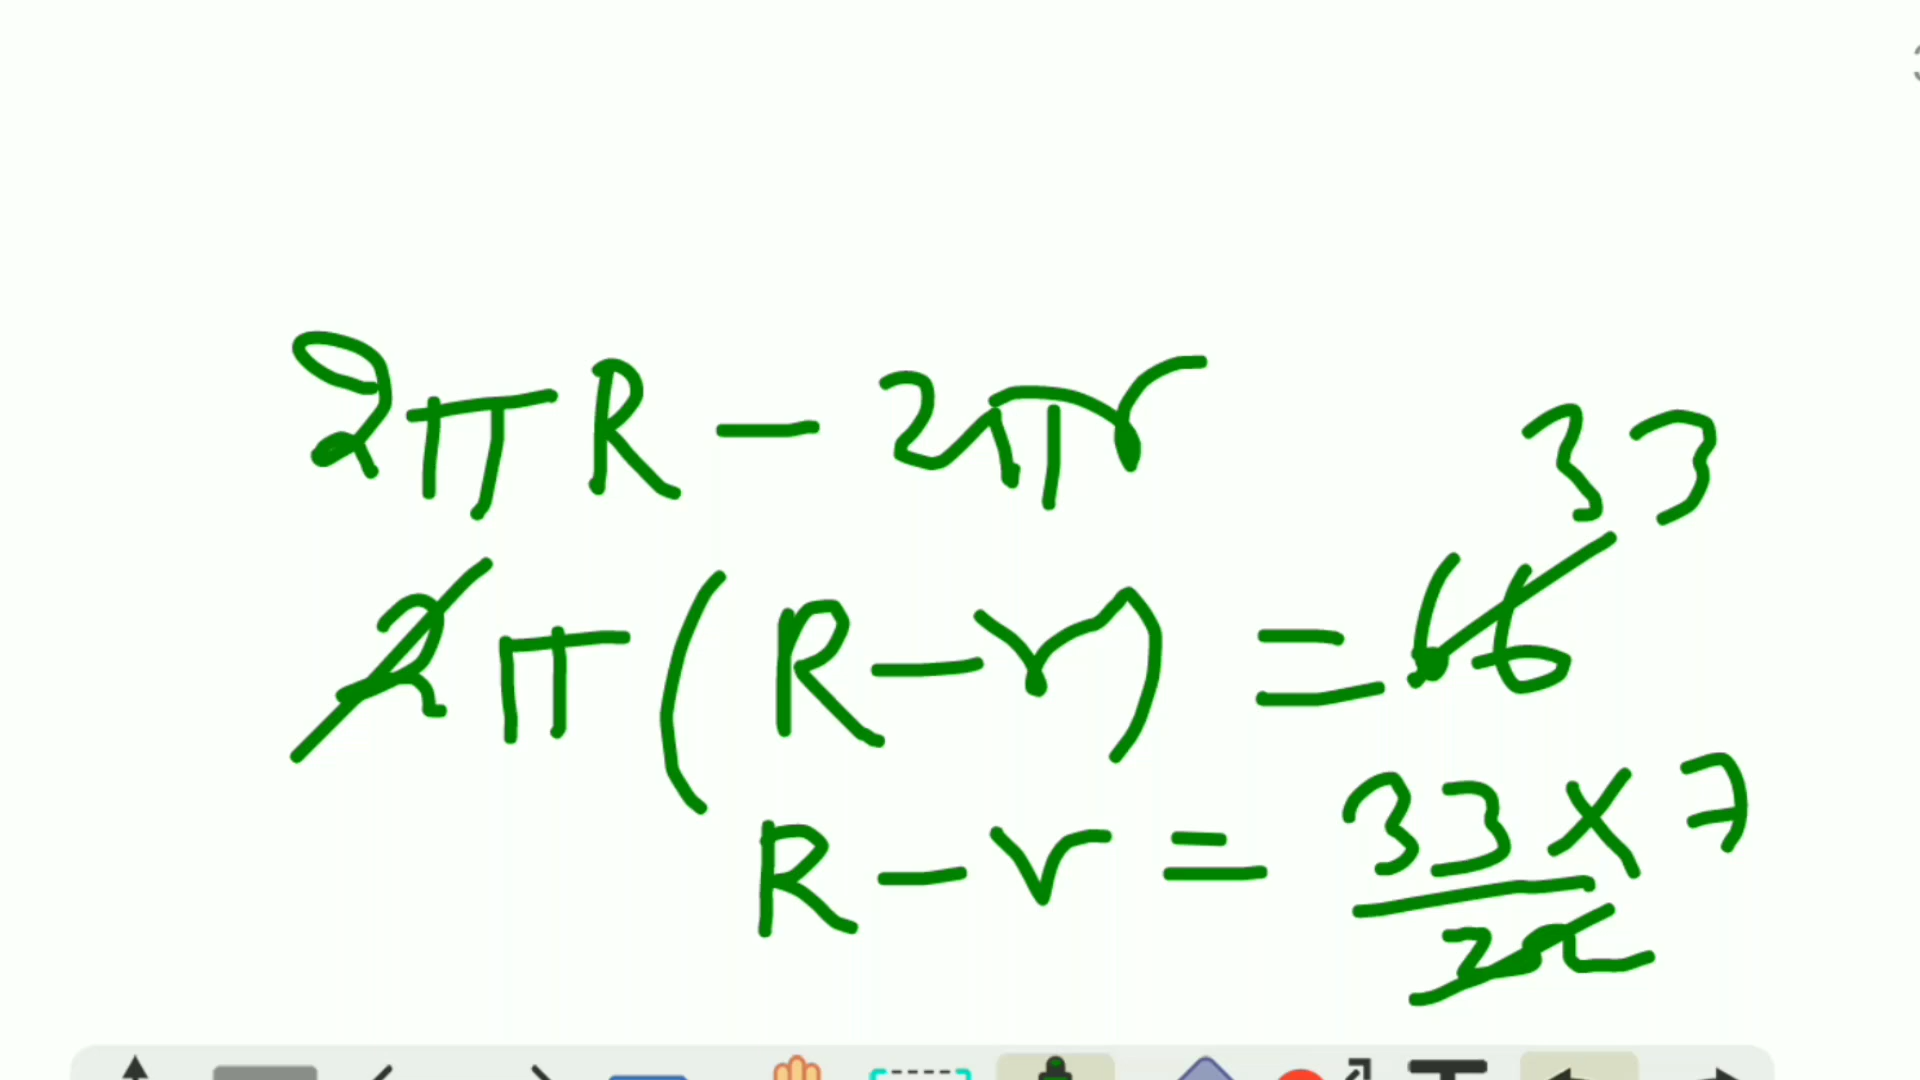 2πR - 2πr
33
2π(R-r) = 66
R - r = 33 x 7
22